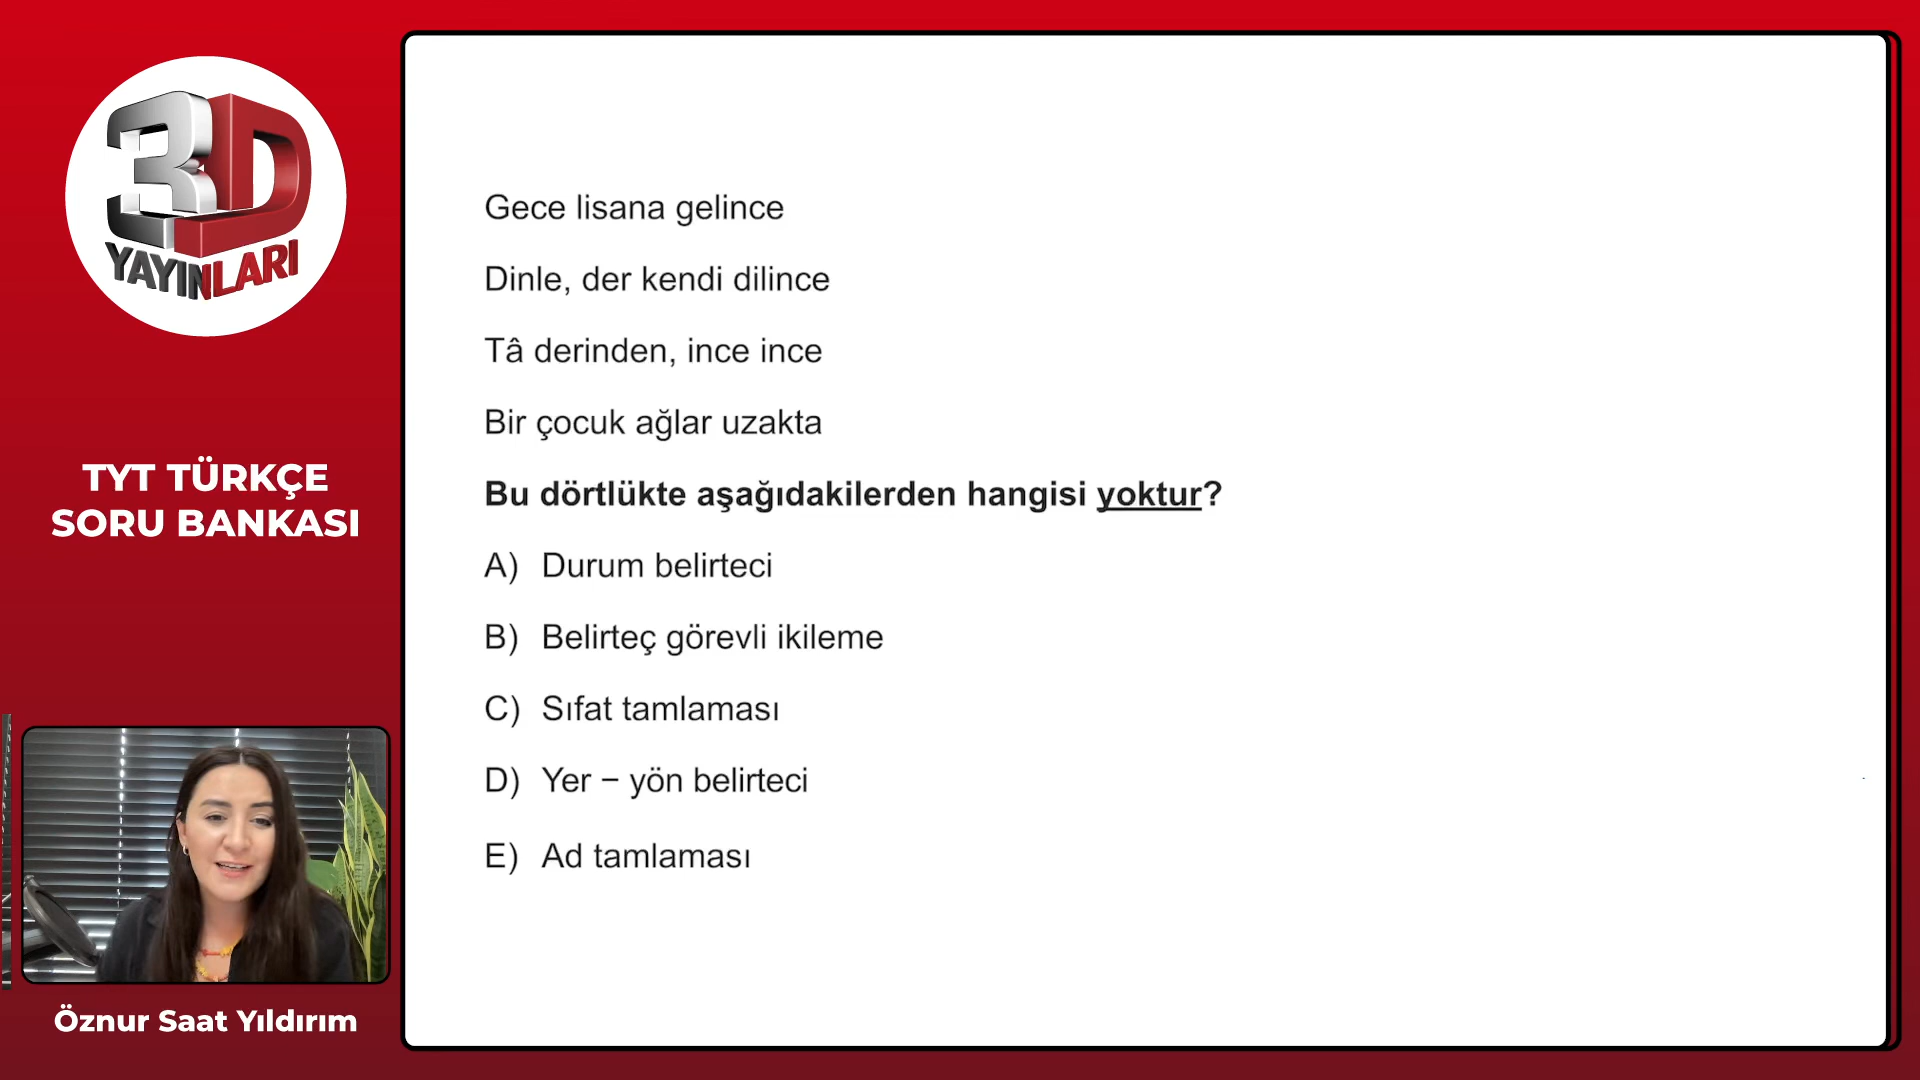 3D
YAYINLARI
TYT TÜRKÇE
SORU BANKASI
Öznur Saat Yıldırım
Gece lisana gelince
Dinle, der kendi dilince
Tâ derinden, ince ince
Bir çocuk ağlar uzakta
Bu dörtlükte aşağıdakilerden hangisi yoktur?
A) Durum belirteci
B) Belirteç görevli ikileme
C) Sıfat tamlaması
D) Yer − yön belirteci
E) Ad tamlaması